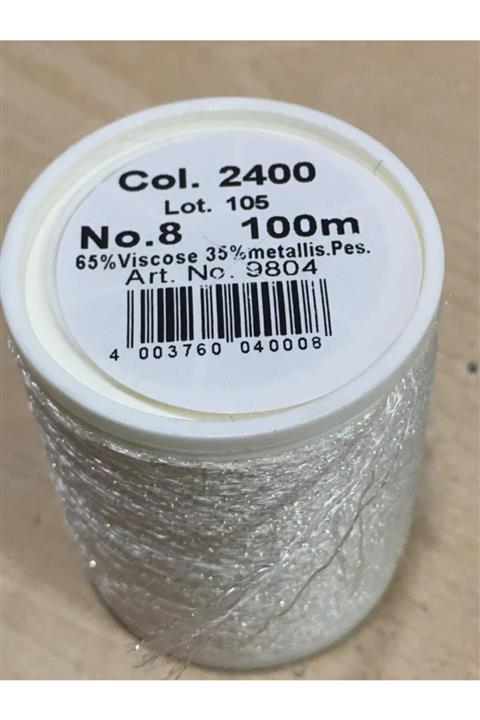 Col. 2400
Lot. 105
No.8 100m
65%Viscose 35%metallis.Pes.
Art. No. 9804
4 003760 040008